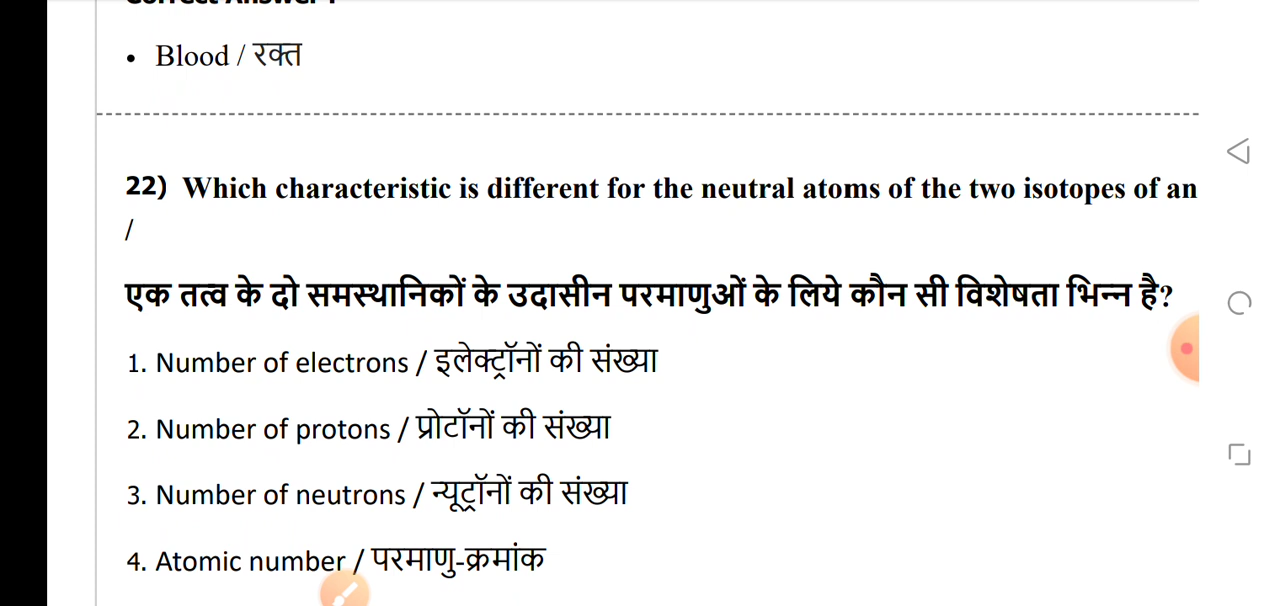 • Blood / रक्त
22) Which characteristic is different for the neutral atoms of the two isotopes of an
/
एक तत्व के दो समस्थानिकों के उदासीन परमाणुओं के लिये कौन सी विशेषता भिन्न है?
1. Number of electrons / इलेक्ट्रॉनों की संख्या
2. Number of protons / प्रोटॉनों की संख्या
3. Number of neutrons / न्यूट्रॉनों की संख्या
4. Atomic number / परमाणु-क्रमांक